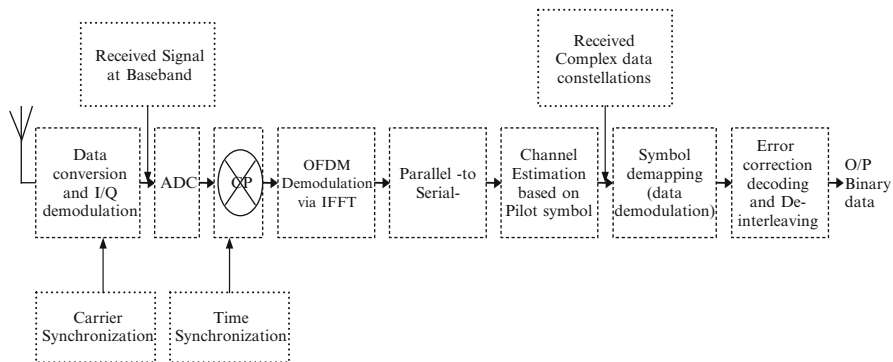 Received Signal
at Baseband
Received
Complex data
constellations
Data
conversion
and I/Q
demodulation
ADC
CP
OFDM
Demodulation
via IFFT
Parallel -to
Serial-
Channel
Estimation
based on
Pilot symbol
Symbol
demapping
(data
demodulation)
Error
correction
decoding
and De-
interleaving
O/P
Binary
data
Carrier
Synchronization
Time
Synchronization